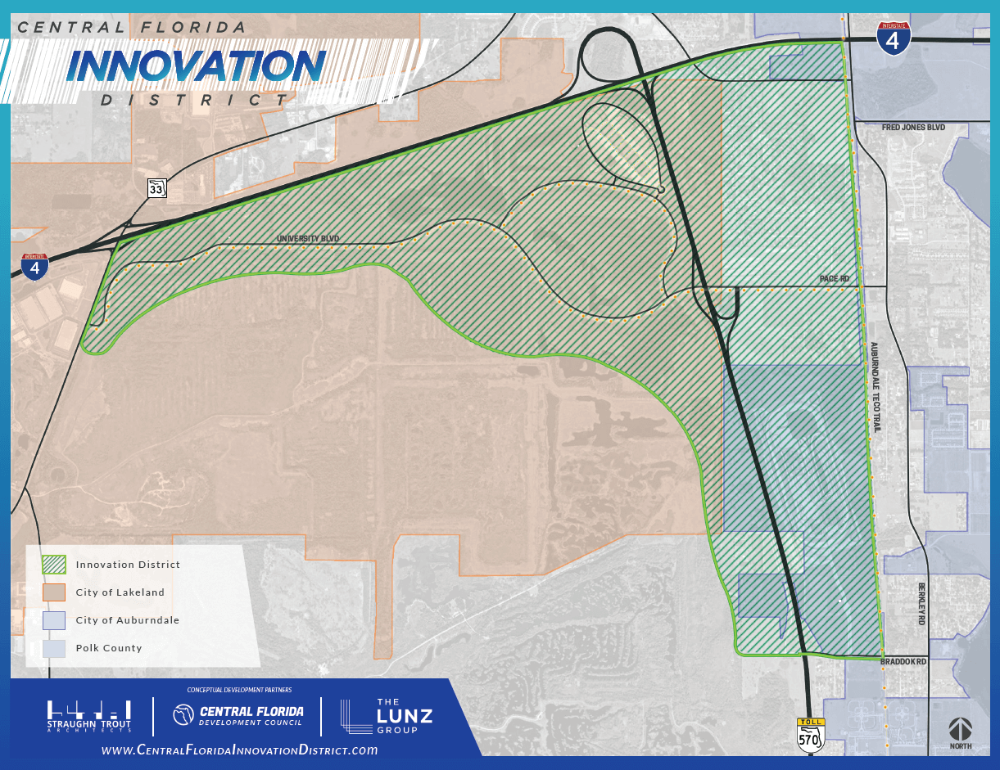 CENTRAL FLORIDA
INNOVATION
DISTRICT
INTERSTATE
4
FRED JONES BLVD
33
UNIVERSITY BLVD
INTERSTATE
4
PACE RD
AUBURNDALE TECO TRAIL
Innovation District
City of Lakeland
City of Auburndale
Polk County
BERKLEY RD
BRADDOK RD
CONCEPTUAL DEVELOPMENT PARTNERS
STRAUGHN TROUT
ARCHITECTS
CENTRAL FLORIDA
DEVELOPMENT COUNCIL
THE
LUNZ
GROUP
www.CentralFloridaInnovationDistrict.com
TOLL
570
NORTH